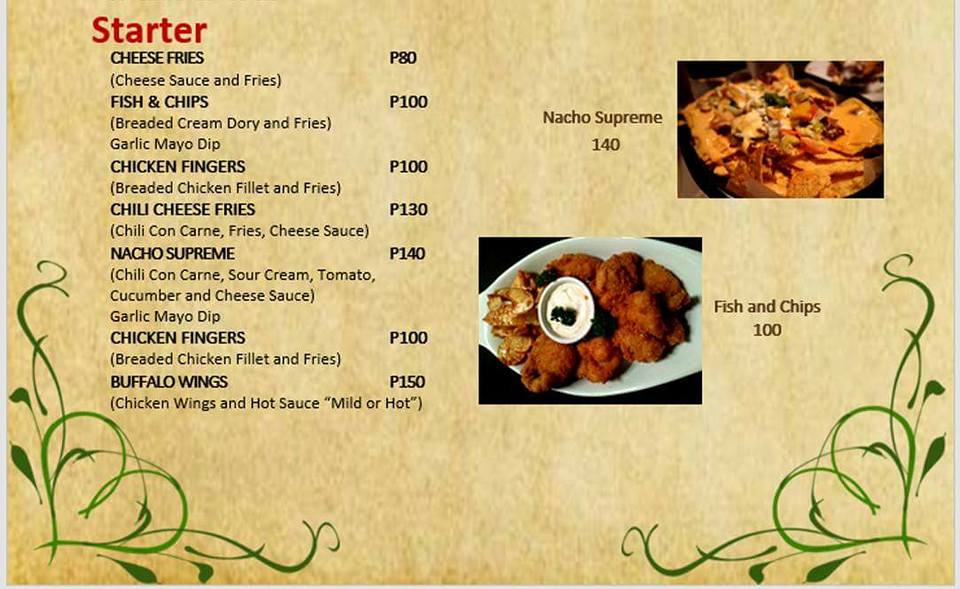 Starter
CHEESE FRIES P80
(Cheese Sauce and Fries)
FISH & CHIPS P100
(Breaded Cream Dory and Fries)
Garlic Mayo Dip
CHICKEN FINGERS P100
(Breaded Chicken Fillet and Fries)
CHILI CHEESE FRIES P130
(Chili Con Carne, Fries, Cheese Sauce)
NACHO SUPREME P140
(Chili Con Carne, Sour Cream, Tomato,
Cucumber and Cheese Sauce)
Garlic Mayo Dip
CHICKEN FINGERS P100
(Breaded Chicken Fillet and Fries)
BUFFALO WINGS P150
(Chicken Wings and Hot Sauce “Mild or Hot”)
Nacho Supreme
140
Fish and Chips
100